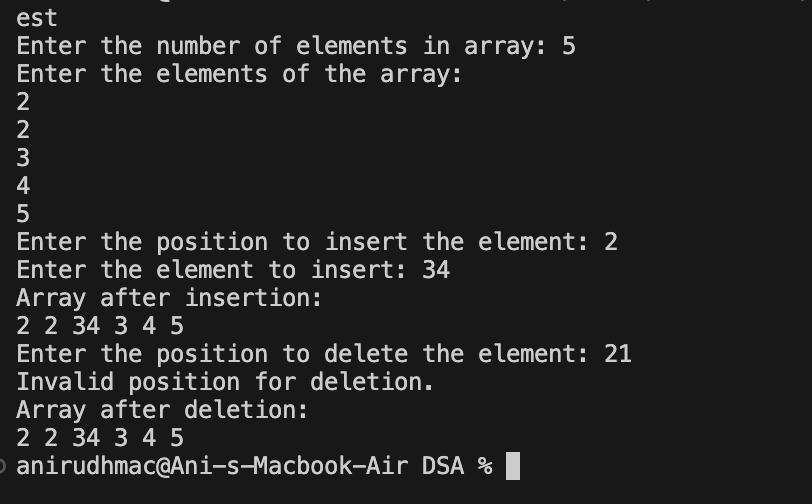 est
Enter the number of elements in array: 5
Enter the elements of the array:
2
2
3
4
5
Enter the position to insert the element: 2
Enter the element to insert: 34
Array after insertion:
2 2 34 3 4 5
Enter the position to delete the element: 21
Invalid position for deletion.
Array after deletion:
2 2 34 3 4 5
anirudhmac@Ani-s-Macbook-Air DSA %